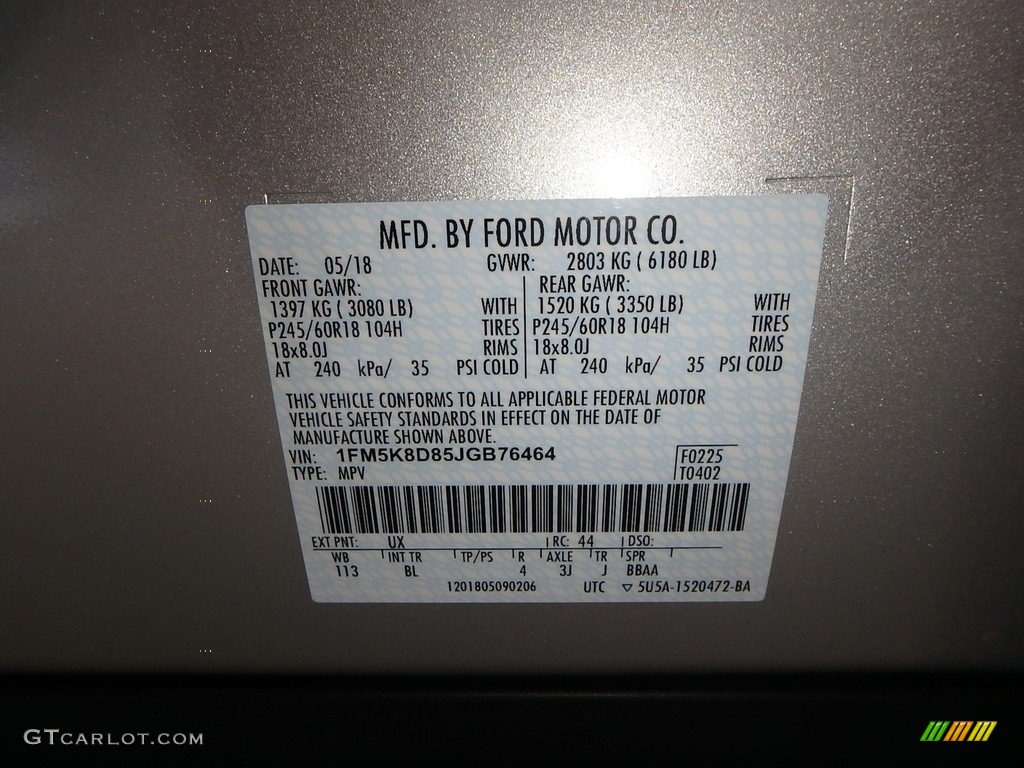 MFD. BY FORD MOTOR CO.
DATE: 05/18 GVWR: 2803 KG ( 6180 LB)
FRONT GAWR: REAR GAWR:
1397 KG ( 3080 LB) WITH 1520 KG ( 3350 LB) WITH
P245/60R18 104H TIRES P245/60R18 104H TIRES
18x8.0J RIMS 18x8.0J RIMS
AT 240 kPa/ 35 PSI COLD AT 240 kPa/ 35 PSI COLD
THIS VEHICLE CONFORMS TO ALL APPLICABLE FEDERAL MOTOR
VEHICLE SAFETY STANDARDS IN EFFECT ON THE DATE OF
MANUFACTURE SHOWN ABOVE.
VIN: 1FM5K8D85JGB76464 F0225
TYPE: MPV T0402
EXT PNT: UX RC: 44 DSO:
WB INT TR TP/PS R AXLE TR SPR
113 BL 4 3J J BBAA
1201805090206 UTC ▽ 5U5A-1520472-BA
GTCARLOT.COM